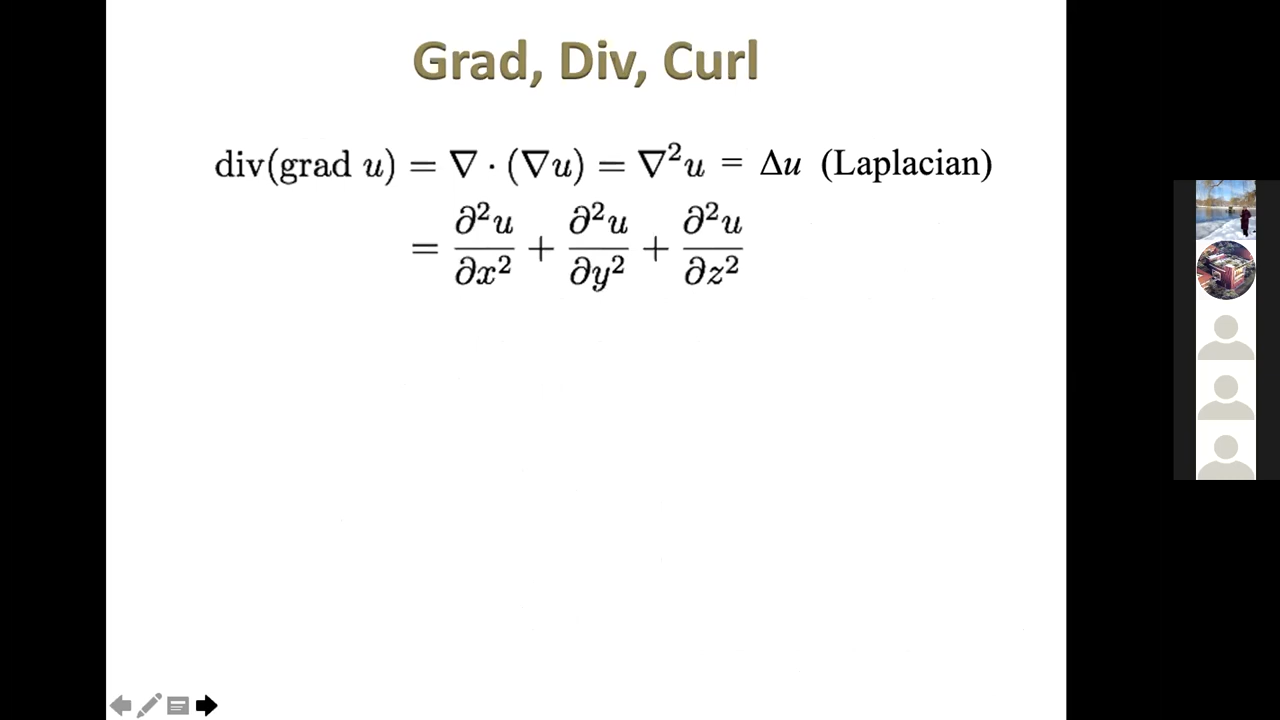 Grad, Div, Curl
div(grad u) = ∇ · (∇u) = ∇²u = Δu (Laplacian)
= ∂²u/∂x² + ∂²u/∂y² + ∂²u/∂z²